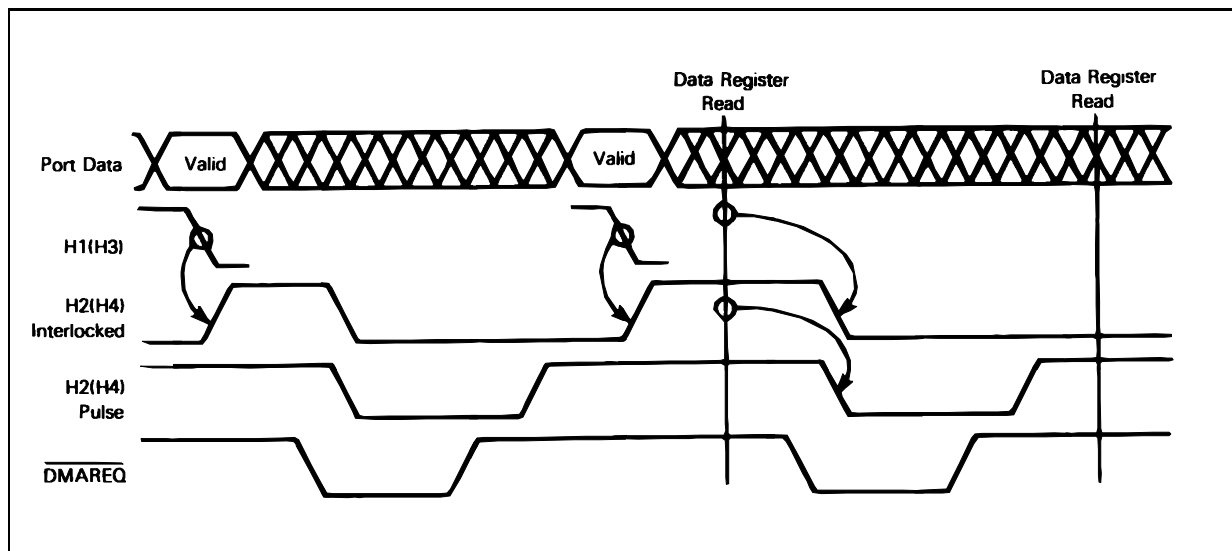 Data Register
Read
Data Register
Read
Port Data
Valid
Valid
H1(H3)
H2(H4)
Interlocked
H2(H4)
Pulse
DMAREQ